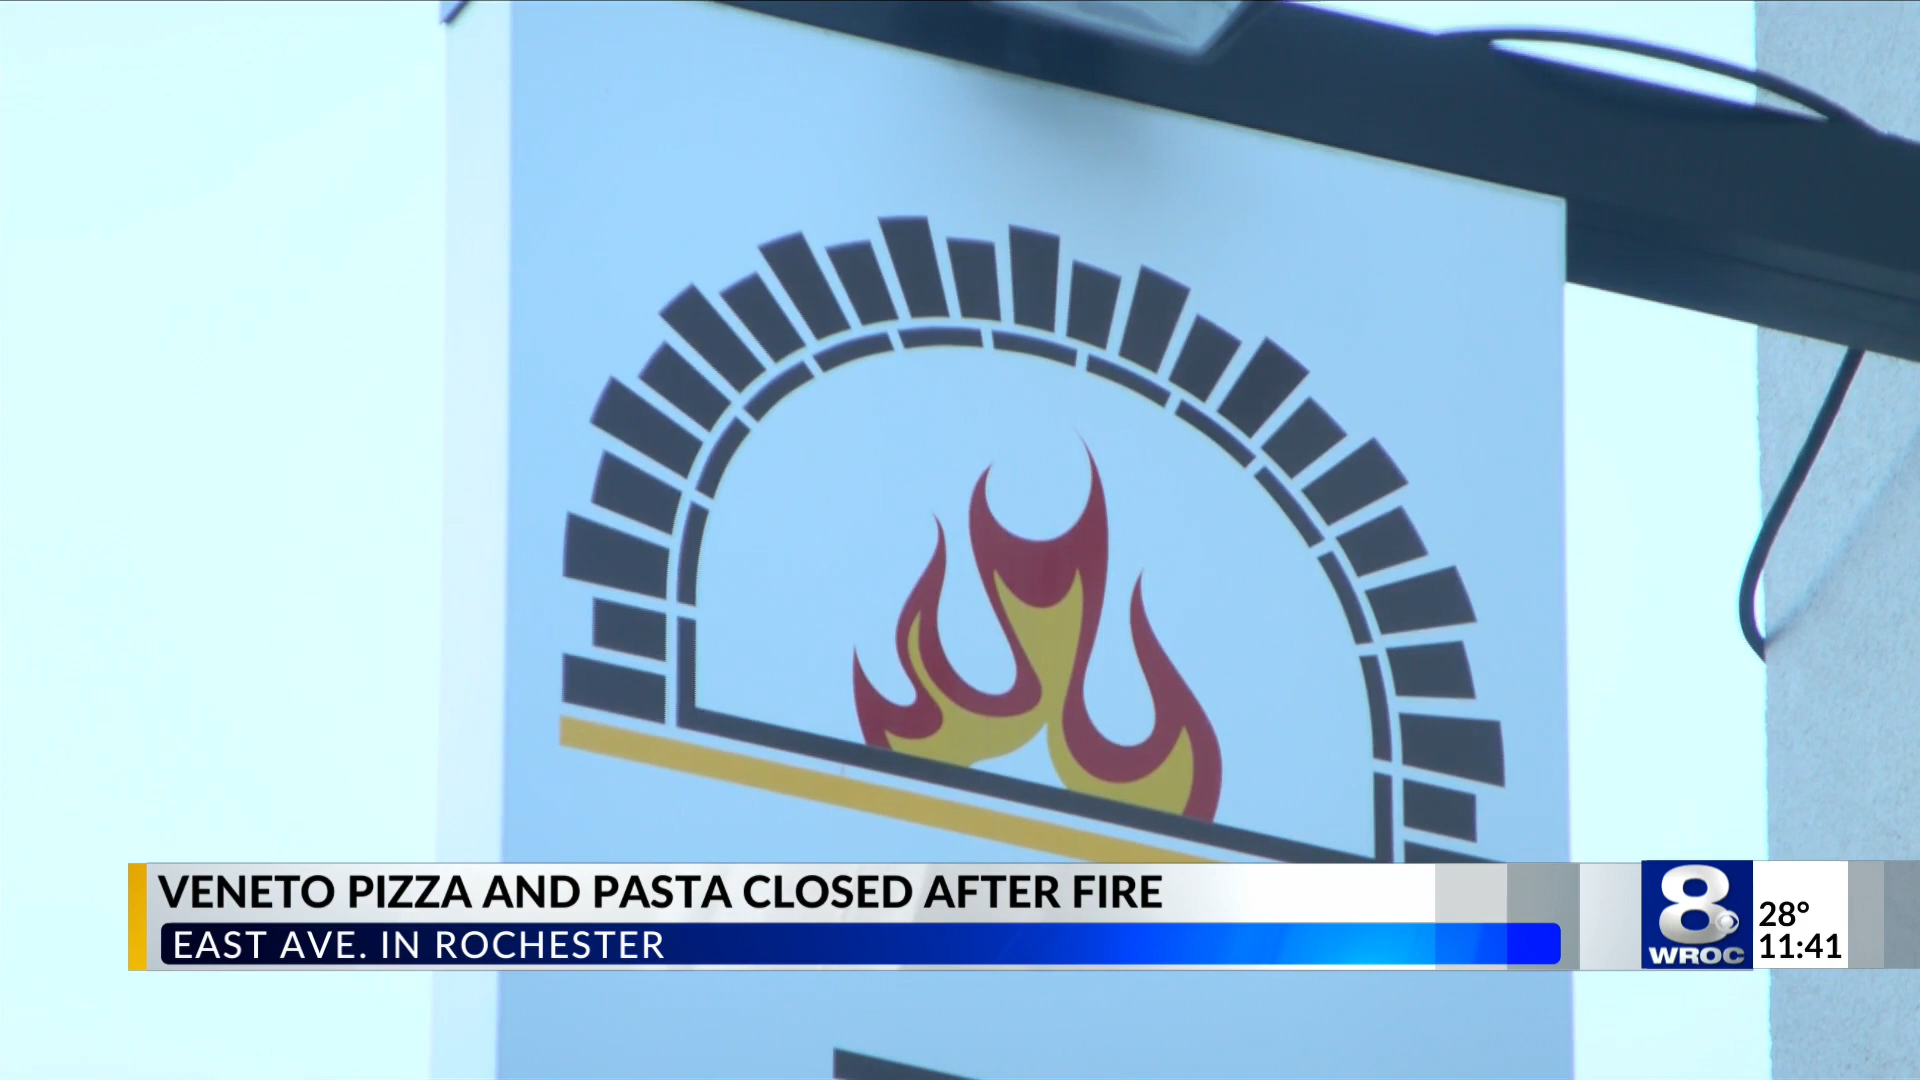 VENETO PIZZA AND PASTA CLOSED AFTER FIRE
EAST AVE. IN ROCHESTER
8
WROC
28°
11:41